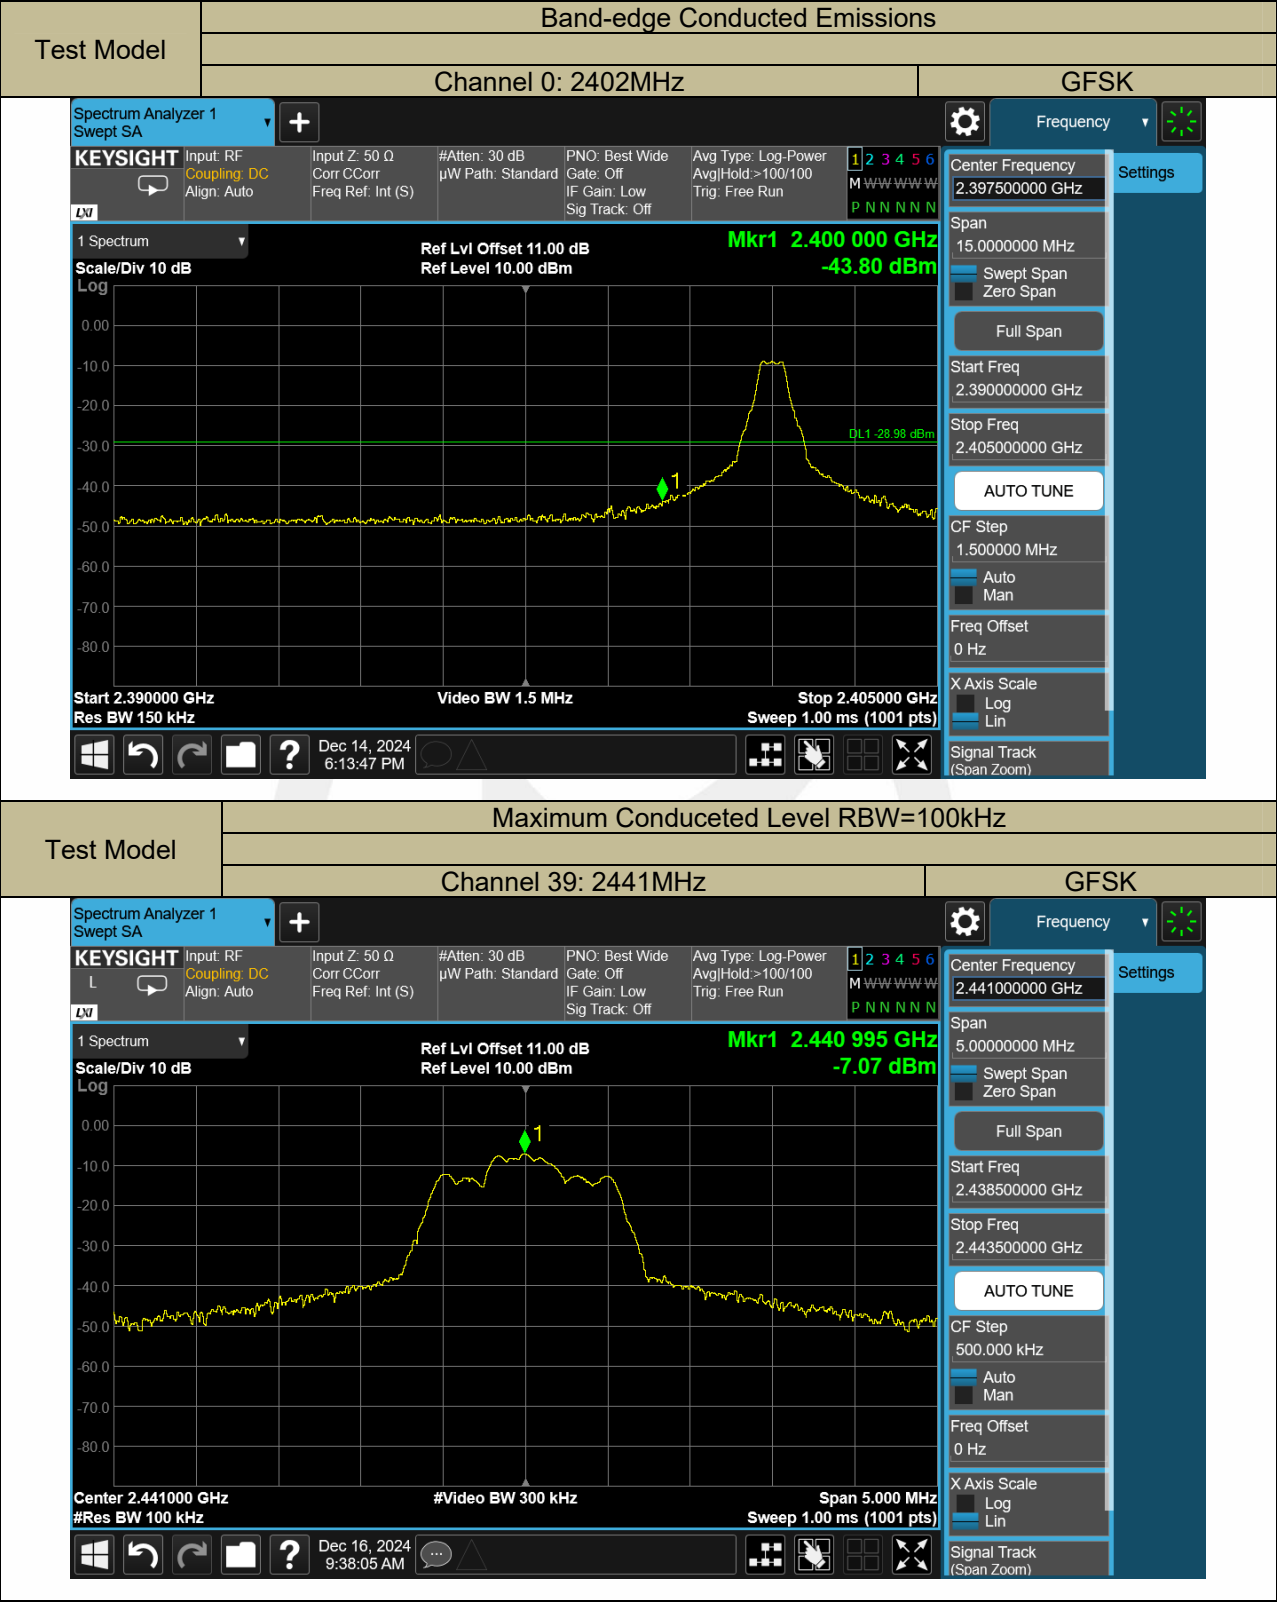 Band-edge Conducted Emissions
Test Model
Channel 0: 2402MHz GFSK
Spectrum Analyzer 1
Swept SA
+
Frequency
KEYSIGHT
LXI
Input: RF
Coupling: DC
Align: Auto
Input Z: 50 Ω
Corr CCorr
Freq Ref: Int (S)
#Atten: 30 dB
µW Path: Standard
PNO: Best Wide
Gate: Off
IF Gain: Low
Sig Track: Off
Avg Type: Log-Power
Avg|Hold:>100/100
Trig: Free Run
1 2 3 4 5 6
M W W W W W
P N N N N N
1 Spectrum
Scale/Div 10 dB
Log
Ref Lvl Offset 11.00 dB
Ref Level 10.00 dBm
Mkr1 2.400 000 GHz
-43.80 dBm
0.00
-10.0
-20.0
-30.0
-40.0
-50.0
-60.0
-70.0
-80.0
DL1 -28.98 dBm
1
Start 2.390000 GHz
Res BW 150 kHz
Video BW 1.5 MHz
Stop 2.405000 GHz
Sweep 1.00 ms (1001 pts)
Dec 14, 2024
6:13:47 PM
?
Center Frequency
2.397500000 GHz
Settings
Span
15.0000000 MHz
Swept Span
Zero Span
Full Span
Start Freq
2.390000000 GHz
Stop Freq
2.405000000 GHz
AUTO TUNE
CF Step
1.500000 MHz
Auto
Man
Freq Offset
0 Hz
X Axis Scale
Log
Lin
Signal Track
(Span Zoom)
Maximum Conduceted Level RBW=100kHz
Test Model
Channel 39: 2441MHz GFSK
Spectrum Analyzer 1
Swept SA
+
Frequency
KEYSIGHT
L
LXI
Input: RF
Coupling: DC
Align: Auto
Input Z: 50 Ω
Corr CCorr
Freq Ref: Int (S)
#Atten: 30 dB
µW Path: Standard
PNO: Best Wide
Gate: Off
IF Gain: Low
Sig Track: Off
Avg Type: Log-Power
Avg|Hold:>100/100
Trig: Free Run
1 2 3 4 5 6
M W W W W W
P N N N N N
1 Spectrum
Scale/Div 10 dB
Log
Ref Lvl Offset 11.00 dB
Ref Level 10.00 dBm
Mkr1 2.440 995 GHz
-7.07 dBm
0.00
-10.0
-20.0
-30.0
-40.0
-50.0
-60.0
-70.0
-80.0
1
Center 2.441000 GHz
#Res BW 100 kHz
#Video BW 300 kHz
Span 5.000 MHz
Sweep 1.00 ms (1001 pts)
Dec 16, 2024
9:38:05 AM
?
Center Frequency
2.441000000 GHz
Settings
Span
5.00000000 MHz
Swept Span
Zero Span
Full Span
Start Freq
2.438500000 GHz
Stop Freq
2.443500000 GHz
AUTO TUNE
CF Step
500.000 kHz
Auto
Man
Freq Offset
0 Hz
X Axis Scale
Log
Lin
Signal Track
(Span Zoom)